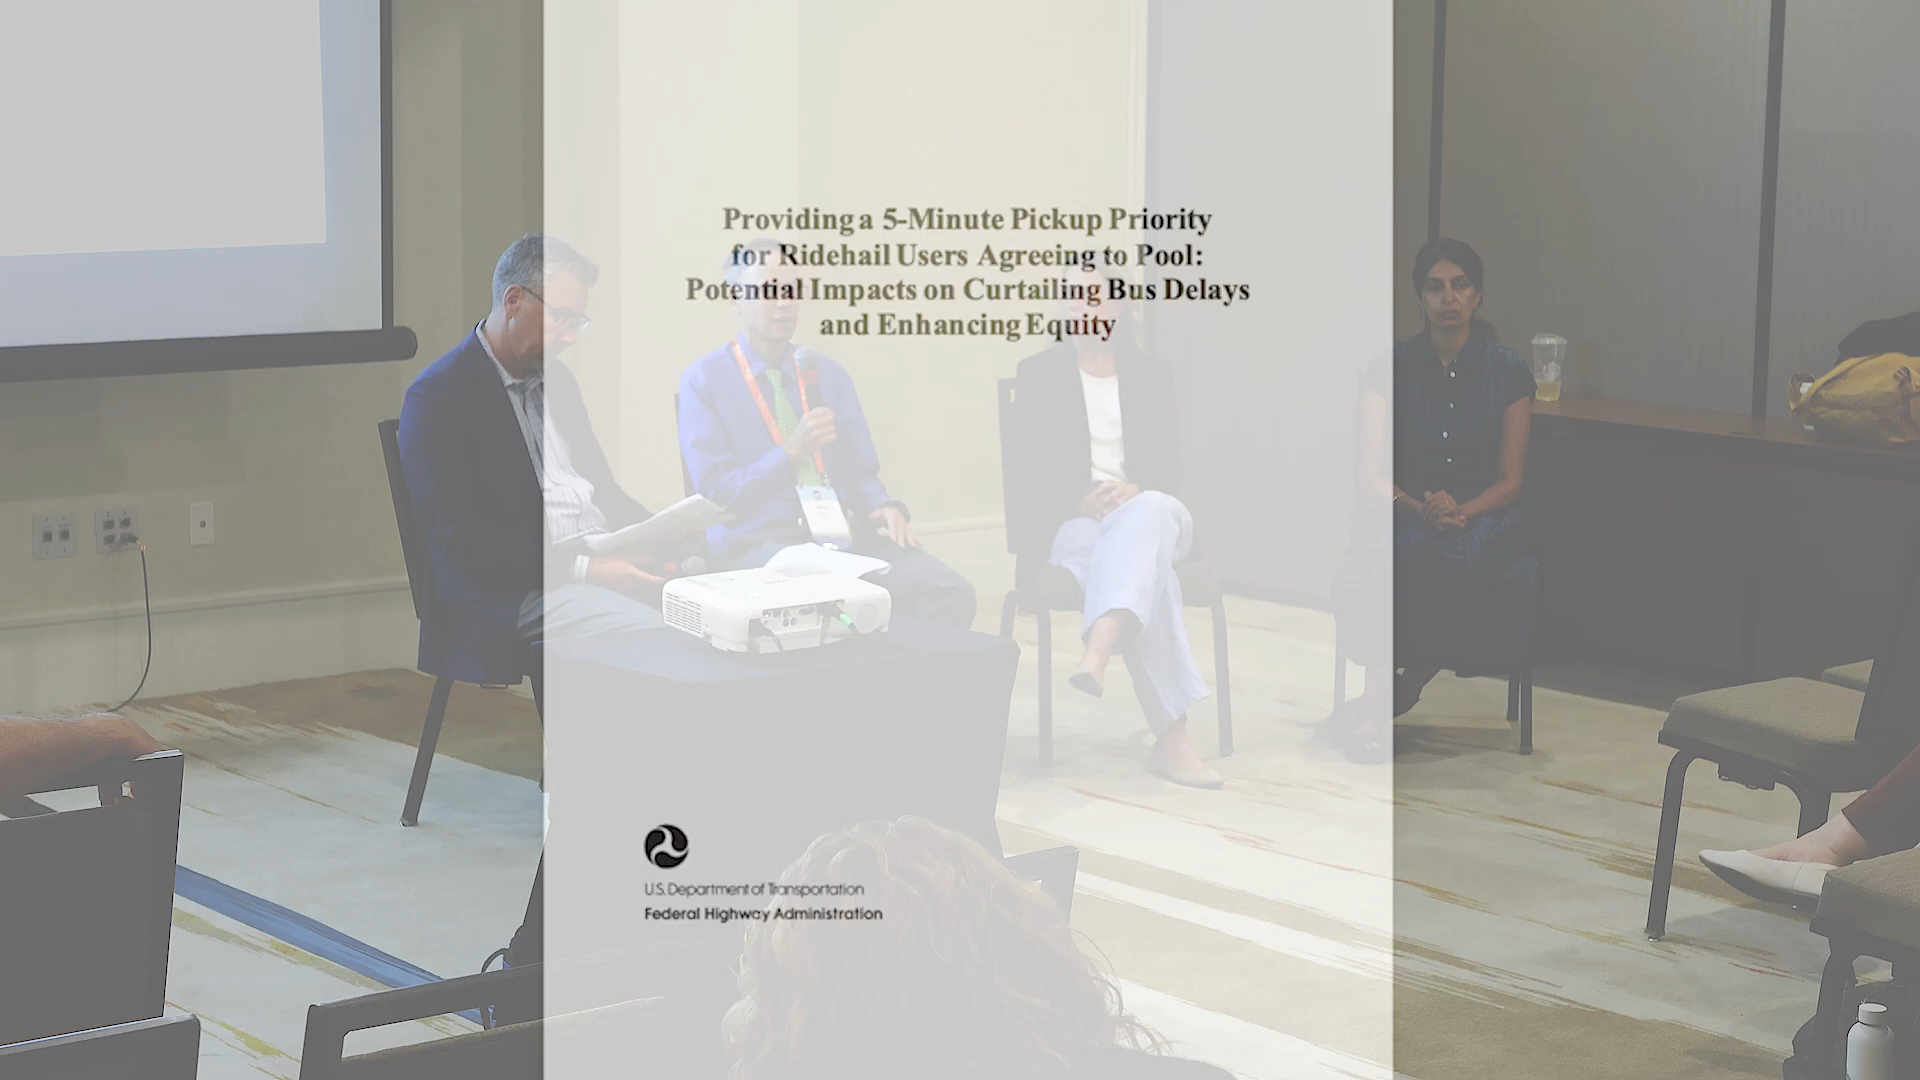 Providing a 5-Minute Pickup Priority
for Ridehail Users Agreeing to Pool:
Potential Impacts on Curtailing Bus Delays
and Enhancing Equity
U.S. Department of Transportation
Federal Highway Administration